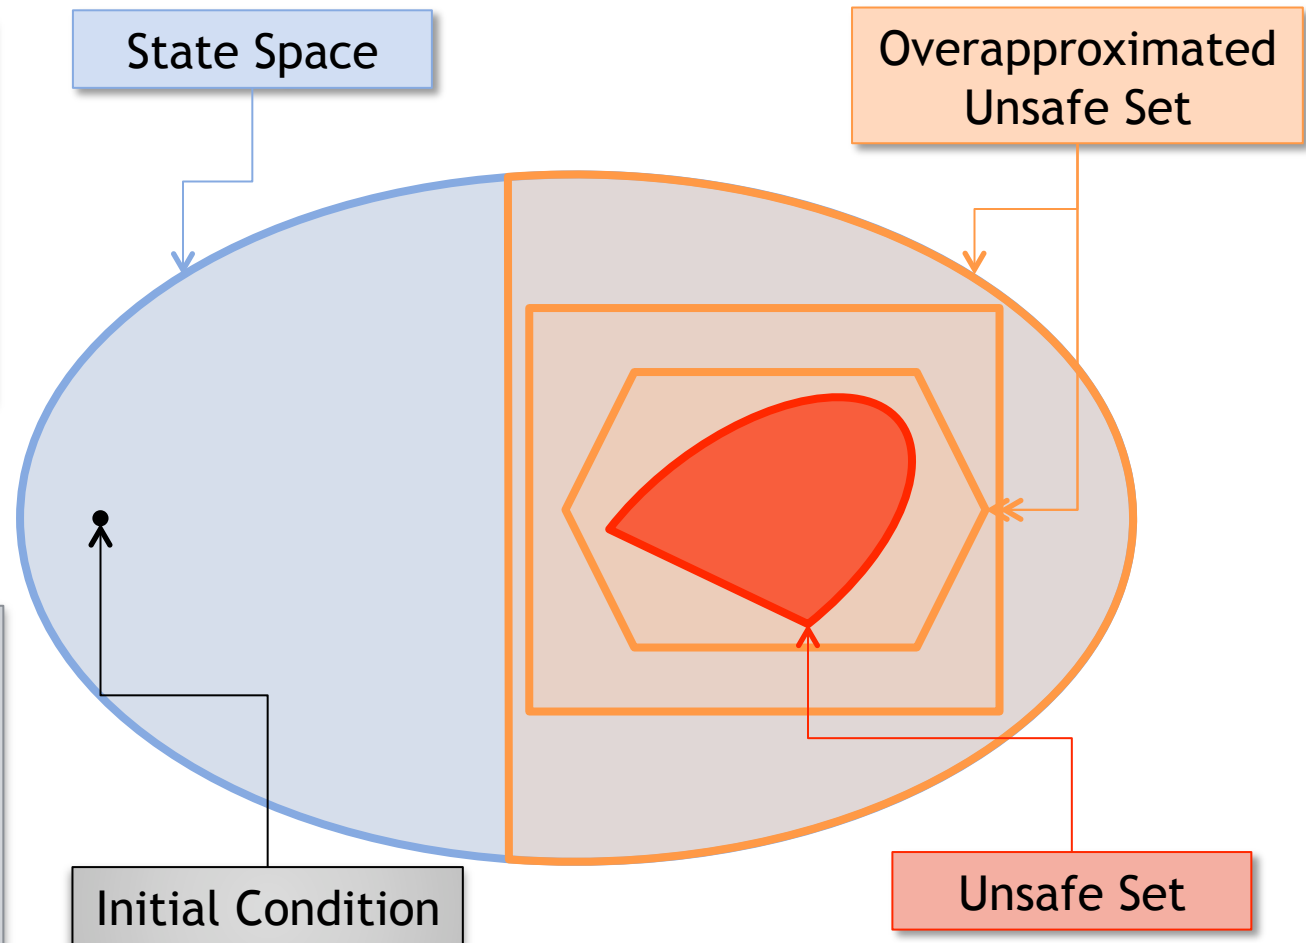 State Space
Overapproximated
Unsafe Set
Initial Condition
Unsafe Set